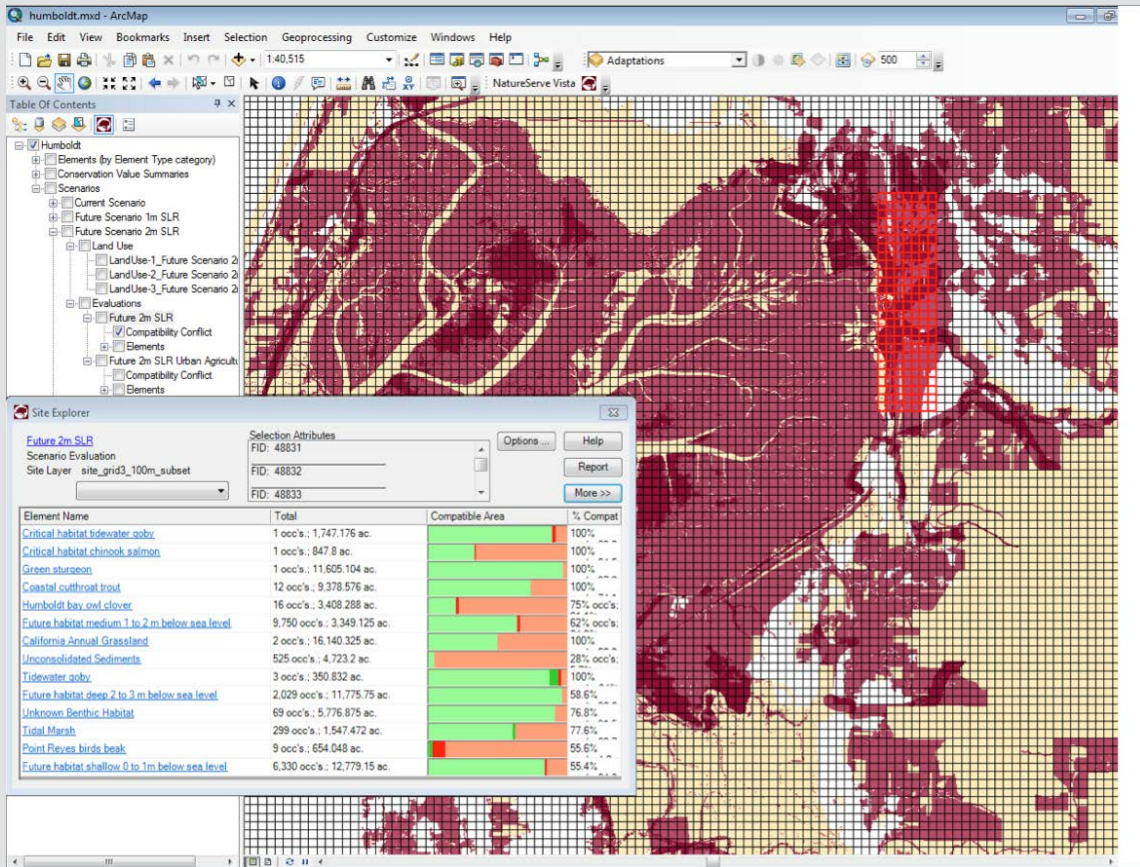 humboldt.mxd - ArcMap
File Edit View Bookmarks Insert Selection Geoprocessing Customize Windows Help
1:40,515 Adaptations 500
NatureServe Vista
Table Of Contents
Humboldt
Elements (by Element Type category)
Conservation Value Summaries
Scenarios
Current Scenario
Future Scenario 1m SLR
Future Scenario 2m SLR
Land Use
LandUse-1_Future Scenario 2
LandUse-2_Future Scenario 2
LandUse-3_Future Scenario 2
Evaluations
Future 2m SLR
Compatibility Conflict
Elements
Future 2m SLR Urban Agricultu
Compatibility Conflict
Elements
Site Explorer
Future 2m SLR
Scenario Evaluation
Site Layer site_grid3_100m_subset
Selection Attributes
FID: 48831
FID: 48832
FID: 48833
Options ...
Help
Report
More >>
Element Name Total Compatible Area % Compat
Critical habitat tidewater goby 1 occ's.; 1,747.176 ac. 100%
Critical habitat chinook salmon 1 occ's.; 847.8 ac. 100%
Green sturgeon 1 occ's.; 11,605.104 ac. 100%
Coastal cutthroat trout 12 occ's.; 9,378.576 ac. 100%
Humboldt bay owl clover 16 occ's.; 3,408.288 ac. 75% occ's;
Future habitat medium 1 to 2 m below sea level 9,750 occ's.; 3,349.125 ac. 62% occ's;
California Annual Grassland 2 occ's.; 16,140.325 ac. 100%
Unconsolidated Sediments 525 occ's.; 4,723.2 ac. 28% occ's;
Tidewater goby 3 occ's.; 350.832 ac. 100%
Future habitat deep 2 to 3 m below sea level 2,029 occ's.; 11,775.75 ac. 58.6%
Unknown Benthic Habitat 69 occ's.; 5,776.875 ac. 76.8%
Tidal Marsh 299 occ's.; 1,547.472 ac. 77.6%
Point Reyes birds beak 9 occ's.; 654.048 ac. 55.6%
Future habitat shallow 0 to 1m below sea level 6,330 occ's.; 12,779.15 ac. 55.4%